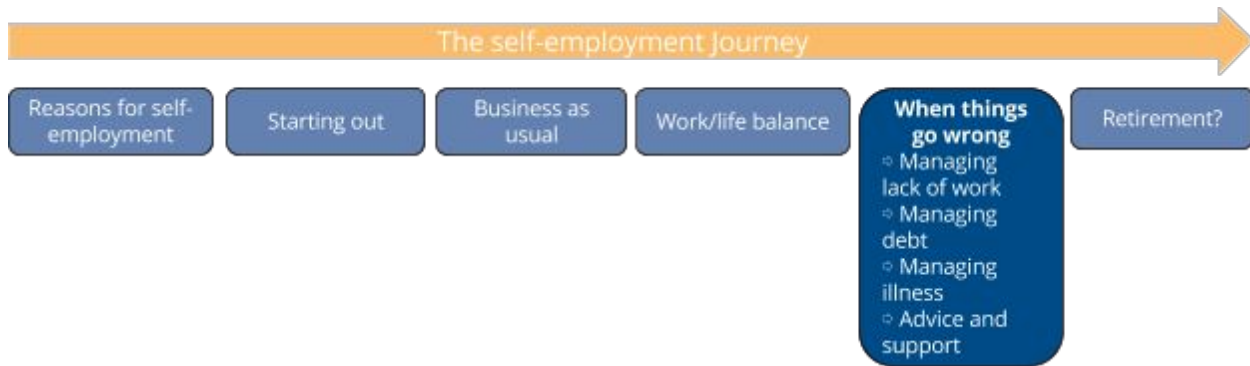 The self-employment Journey
Reasons for self-
employment
Starting out
Business as
usual
Work/life balance
When things
go wrong
⇨ Managing
lack of work
⇨ Managing
debt
⇨ Managing
illness
⇨ Advice and
support
Retirement?